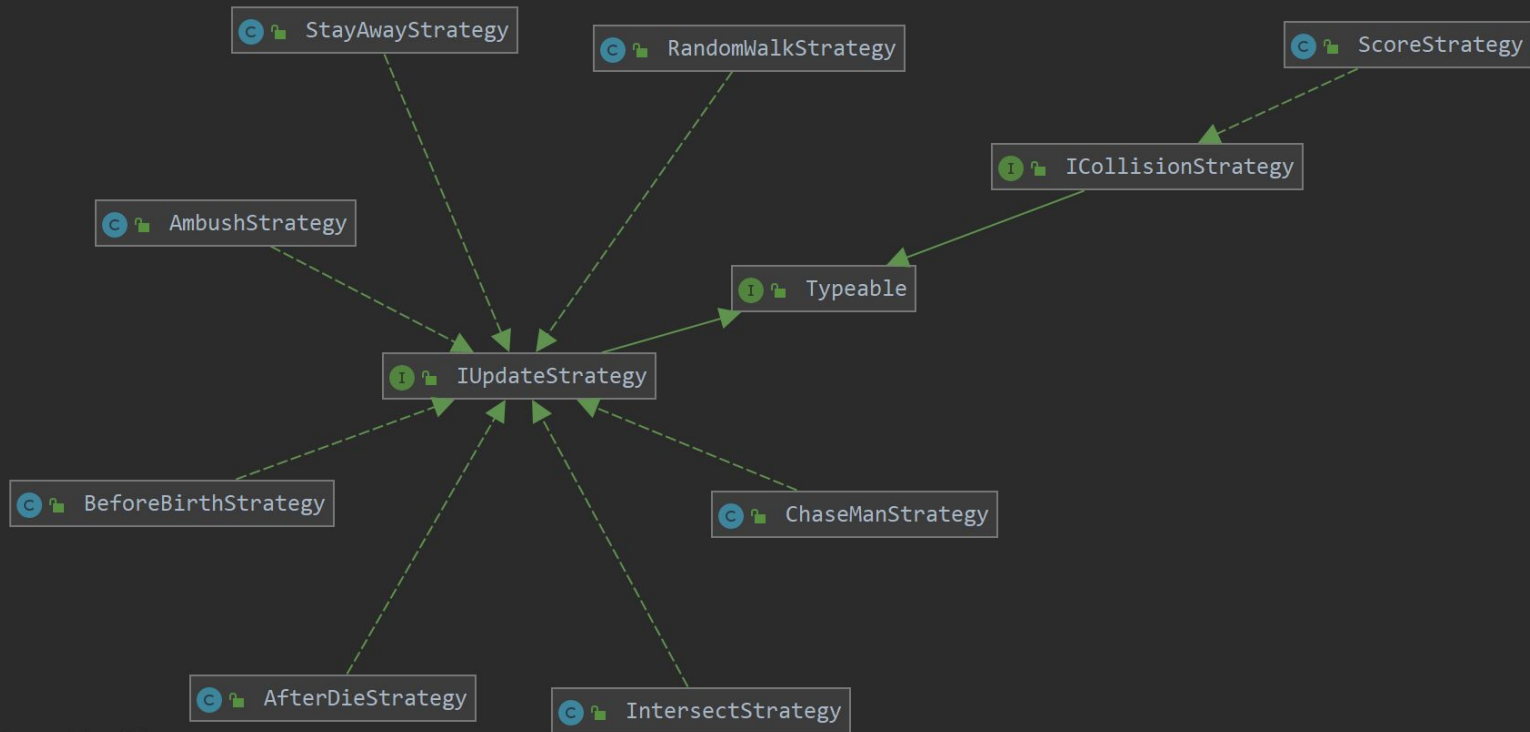 C StayAwayStrategy
C RandomWalkStrategy
C ScoreStrategy
I ICollisionStrategy
C AmbushStrategy
I Typeable
I IUpdateStrategy
C BeforeBirthStrategy
C ChaseManStrategy
C AfterDieStrategy
C IntersectStrategy